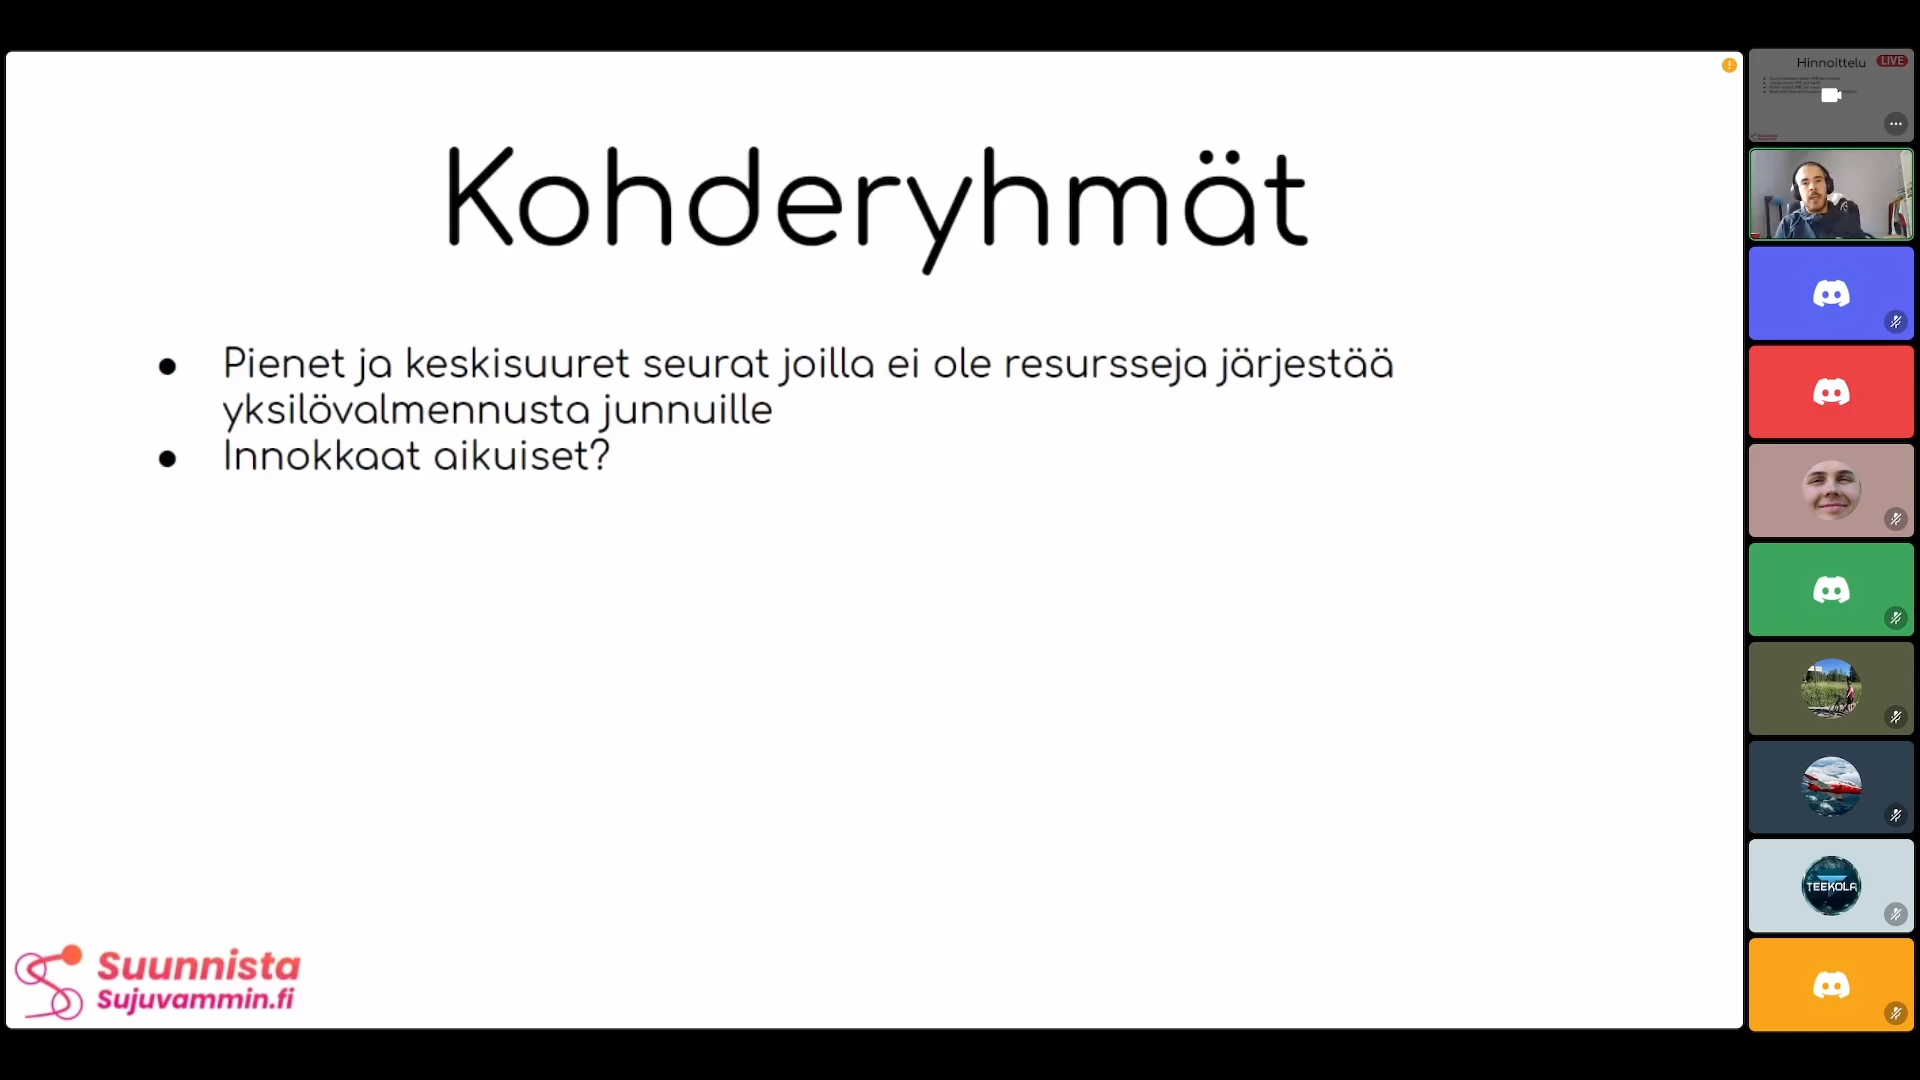 Kohderyhmät
● Pienet ja keskisuuret seurat joilla ei ole resursseja järjestää
yksilövalmennusta junnuille
● Innokkaat aikuiset?
Suunnista
Sujuvammin.fi
Hinnoittelu
LIVE
TEEKOLA